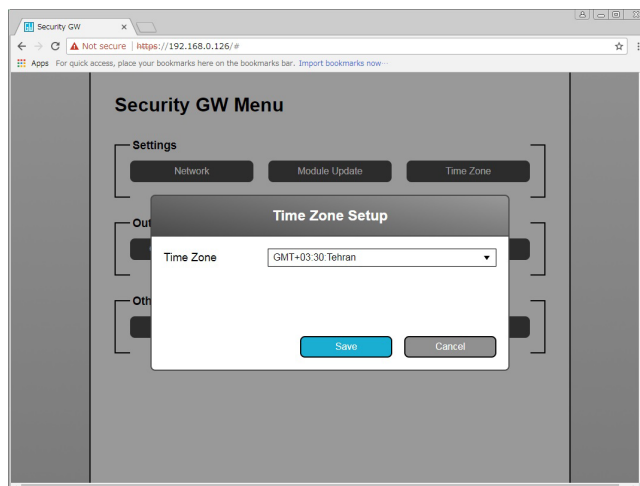 Security GW
Not secure | https://192.168.0.126/#
Apps For quick access, place your bookmarks here on the bookmarks bar. Import bookmarks now…
Security GW Menu
Settings
Network Module Update Time Zone
Time Zone Setup
Out
Time Zone GMT+03:30:Tehran
Oth
Save Cancel